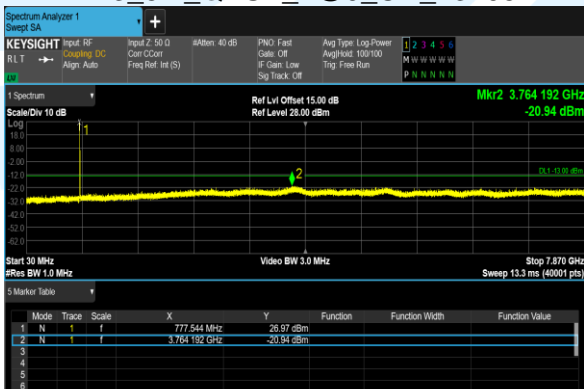 Spectrum Analyzer 1
Swept SA
+
KEYSIGHT
RLT
LW
Input: RF
Coupling: DC
Align: Auto
Input Z: 50 Ω
Corr CCorr
Freq Ref: Int (S)
#Atten: 40 dB
PNO: Fast
Gate: Off
IF Gain: Low
Sig Track: Off
Avg Type: Log-Power
Avg|Hold: 100/100
Trig: Free Run
1 2 3 4 5 6
M W W W W W
P N N N N N
1 Spectrum
Scale/Div 10 dB
Ref Lvl Offset 15.00 dB
Ref Level 28.00 dBm
Mkr2 3.764 192 GHz
-20.94 dBm
Log
18.0
8.00
-2.00
-12.0
-22.0
-32.0
-42.0
-52.0
-62.0
1
2
DL1 -13.00 dBm
Start 30 MHz
#Res BW 1.0 MHz
Video BW 3.0 MHz
Stop 7.870 GHz
Sweep 13.3 ms (40001 pts)
5 Marker Table
Mode Trace Scale X Y Function Function Width Function Value
1 N 1 f 777.544 MHz 26.97 dBm
2 N 1 f 3.764 192 GHz -20.94 dBm
3
4
5
6